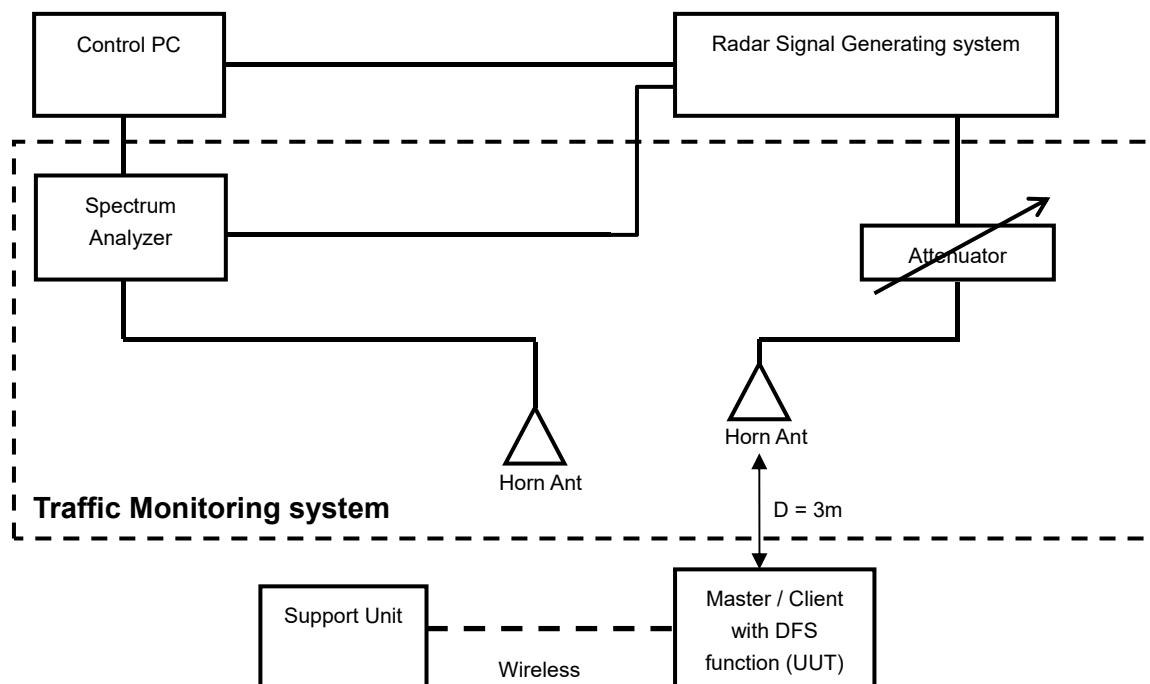 Control PC
Radar Signal Generating system
Spectrum
Analyzer
Attenuator
Horn Ant
Horn Ant
Traffic Monitoring system
D = 3m
Support Unit
Wireless
Master / Client
with DFS
function (UUT)